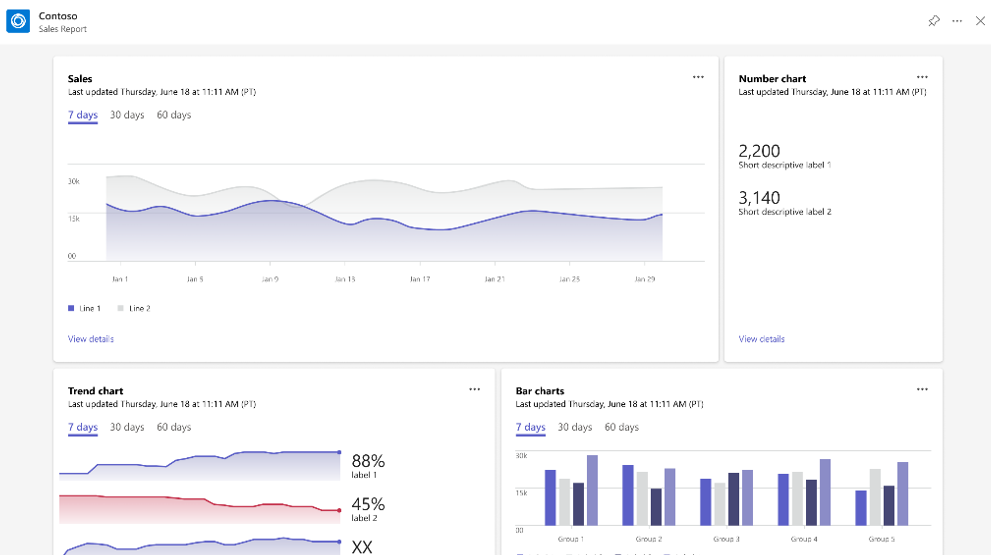 Contoso
Sales Report
Sales
Last updated Thursday, June 18 at 11:11 AM (PT)
7 days 30 days 60 days
30k
15k
00
Jan 1 Jan 5 Jan 9 Jan 13 Jan 17 Jan 21 Jan 25 Jan 29
Line 1 Line 2
View details
Number chart
Last updated Thursday, June 18 at 11:11 AM (PT)
2,200
Short descriptive label 1
3,140
Short descriptive label 2
View details
Trend chart
Last updated Thursday, June 18 at 11:11 AM (PT)
7 days 30 days 60 days
88%
label 1
45%
label 2
XX
Bar charts
Last updated Thursday, June 18 at 11:11 AM (PT)
7 days 30 days 60 days
30k
15k
00
Group 1 Group 2 Group 3 Group 4 Group 5